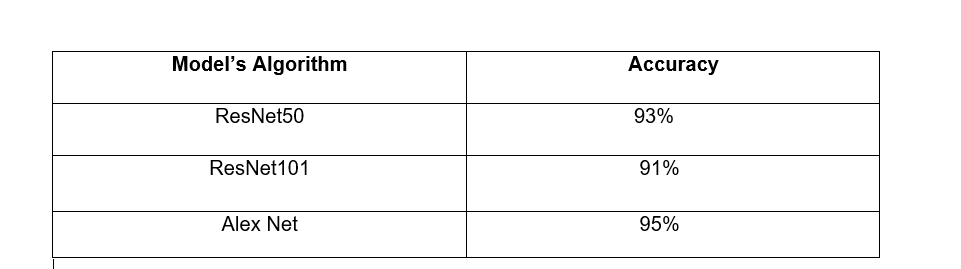 Model’s Algorithm Accuracy
ResNet50 93%
ResNet101 91%
Alex Net 95%